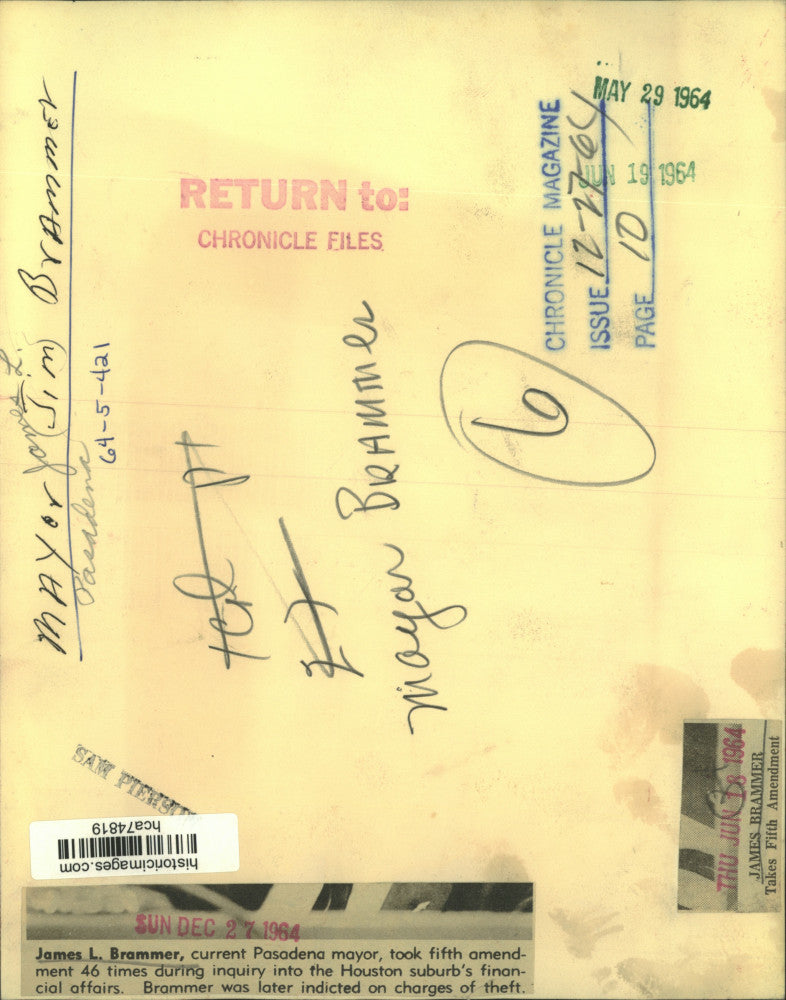 MAY 29 1964
JUN 19 1964
CHRONICLE MAGAZINE
ISSUE 12-27-64
PAGE 10
RETURN to:
CHRONICLE FILES
MAYOR James L. (W.J.) Brammer
Pasadena
64-5-421
Mayor BRAMMER
6
SAM PIERSON
historicimages.com
hca74819
THU JUN 18 1964
JAMES BRAMMER
Takes Fifth Amendment
SUN DEC 27 1964
James L. Brammer, current Pasadena mayor, took fifth amend-
ment 46 times during inquiry into the Houston suburb's finan-
cial affairs. Brammer was later indicted on charges of theft.